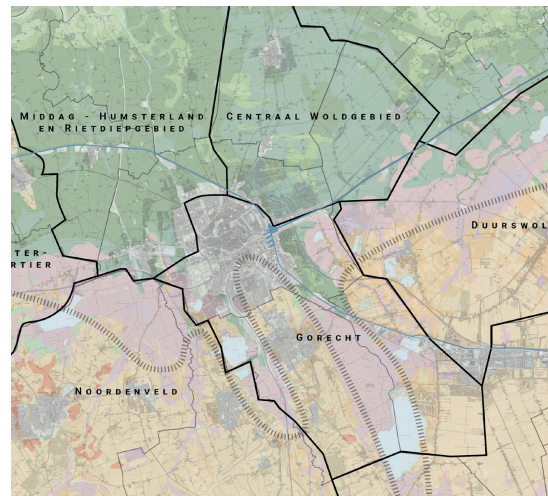 MIDDAG - HUMSTERLAND
EN RIETDIEPGEBIED
CENTRAAL WOLDGEBIED
DUURSWOL
TER-
RTIER
GORECHT
NOORDENVELD